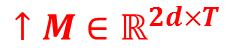 ↑ M ∈ ℝ^{2d×T}